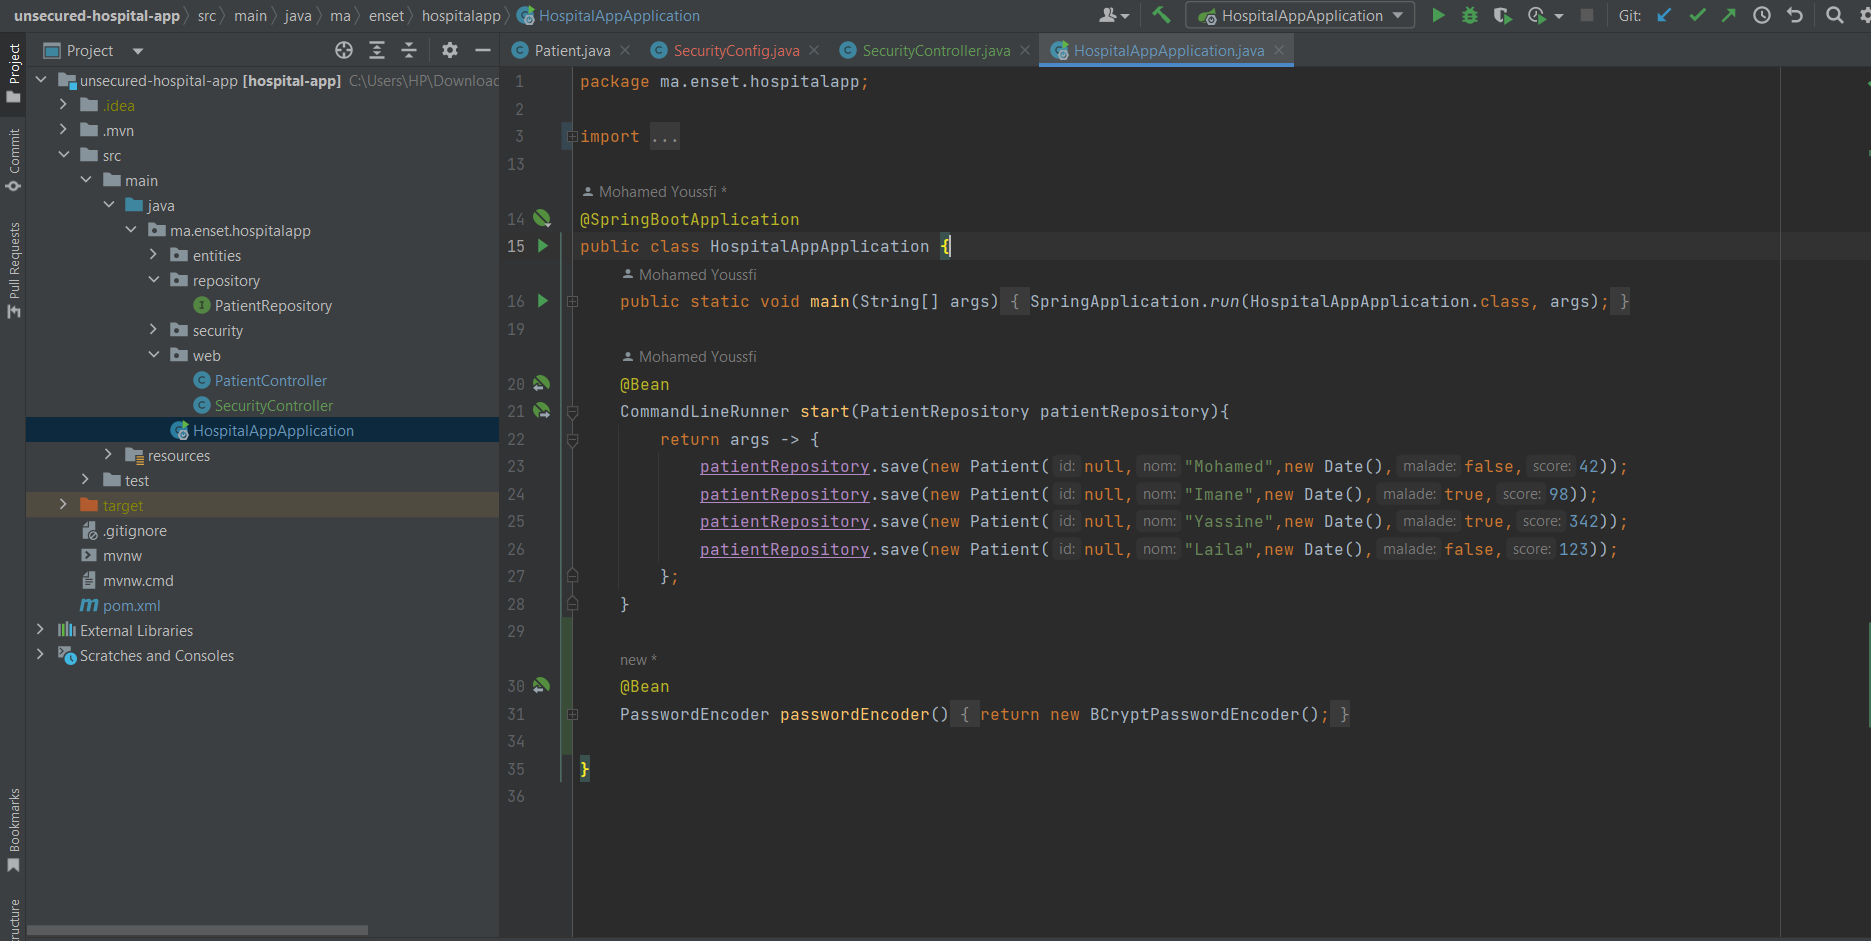 unsecured-hospital-app 〉 src 〉 main 〉 java 〉 ma 〉 enset 〉 hospitalapp 〉 HospitalAppApplication
HospitalAppApplication
Git:
Project
Commit
Pull Requests
Bookmarks
ructure
Project
unsecured-hospital-app [hospital-app] C:\Users\HP\Downloac
.idea
.mvn
src
main
java
ma.enset.hospitalapp
entities
repository
PatientRepository
security
web
PatientController
SecurityController
HospitalAppApplication
resources
test
target
.gitignore
mvnw
mvnw.cmd
pom.xml
External Libraries
Scratches and Consoles
Patient.java
SecurityConfig.java
SecurityController.java
HospitalAppApplication.java
1 package ma.enset.hospitalapp;
2
3 import ...
13
Mohamed Youssfi *
14 @SpringBootApplication
15 public class HospitalAppApplication {
Mohamed Youssfi
16 public static void main(String[] args) { SpringApplication.run(HospitalAppApplication.class, args); }
19
Mohamed Youssfi
20 @Bean
21 CommandLineRunner start(PatientRepository patientRepository){
22 return args -> {
23 patientRepository.save(new Patient( id: null, nom: "Mohamed",new Date(), malade: false, score: 42));
24 patientRepository.save(new Patient( id: null, nom: "Imane",new Date(), malade: true, score: 98));
25 patientRepository.save(new Patient( id: null, nom: "Yassine",new Date(), malade: true, score: 342));
26 patientRepository.save(new Patient( id: null, nom: "Laila",new Date(), malade: false, score: 123));
27 };
28 }
29
new *
30 @Bean
31 PasswordEncoder passwordEncoder() { return new BCryptPasswordEncoder(); }
34
35 }
36